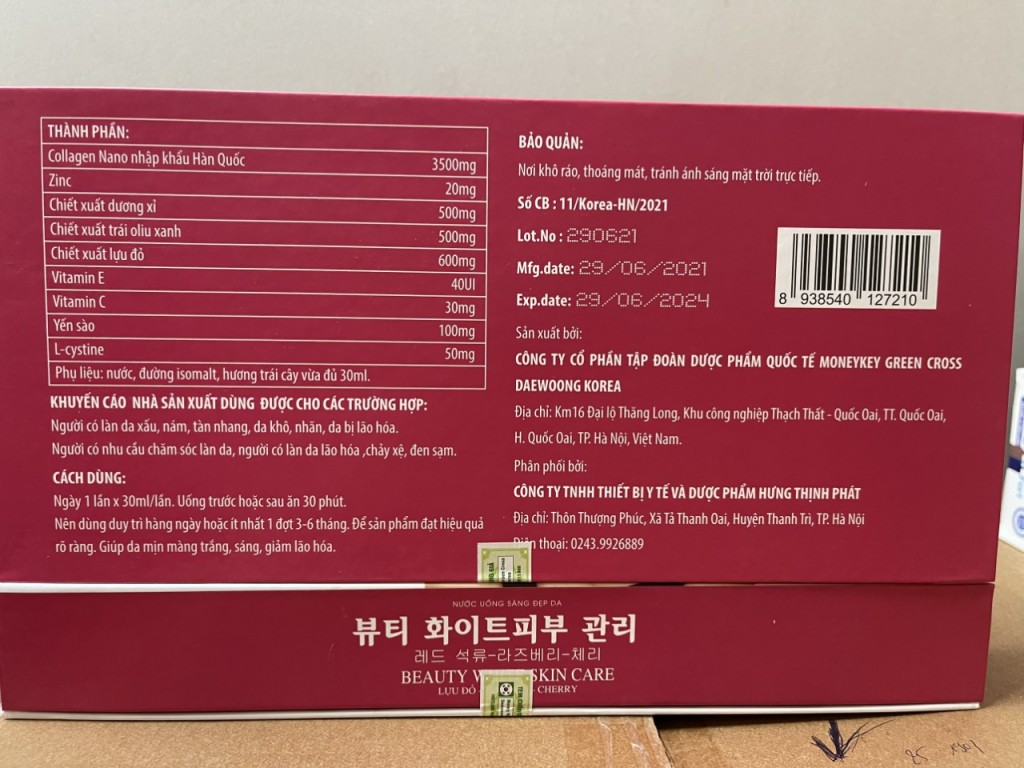 THÀNH PHẦN:
Collagen Nano nhập khẩu Hàn Quốc 3500mg
Zinc 20mg
Chiết xuất dương xỉ 500mg
Chiết xuất trái oliu xanh 500mg
Chiết xuất lựu đỏ 600mg
Vitamin E 40UI
Vitamin C 30mg
Yến sào 100mg
L-cystine 50mg
Phụ liệu: nước, đường isomalt, hương trái cây vừa đủ 30ml.
KHUYẾN CÁO NHÀ SẢN XUẤT DÙNG ĐƯỢC CHO CÁC TRƯỜNG HỢP:
Người có làn da xấu, nám, tàn nhang, da khô, nhăn, da bị lão hóa.
Người có nhu cầu chăm sóc làn da, người có làn da lão hóa ,chảy xệ, đen sạm.
CÁCH DÙNG:
Ngày 1 lần x 30ml/lần. Uống trước hoặc sau ăn 30 phút.
Nên dùng duy trì hàng ngày hoặc ít nhất 1 đợt 3-6 tháng. Để sản phẩm đạt hiệu quả
rõ ràng. Giúp da mịn màng trắng, sáng, giảm lão hóa.
BẢO QUẢN:
Nơi khô ráo, thoáng mát, tránh ánh sáng mặt trời trực tiếp.
Số CB : 11/Korea-HN/2021
Lot.No : 290621
Mfg.date: 29/06/2021
Exp.date: 29/06/2024
8 938540 127210
Sản xuất bởi:
CÔNG TY CỔ PHẦN TẬP ĐOÀN DƯỢC PHẨM QUỐC TẾ MONEYKEY GREEN CROSS
DAEWOONG KOREA
Địa chỉ: Km16 Đại lộ Thăng Long, Khu công nghiệp Thạch Thất - Quốc Oai, TT. Quốc Oai,
H. Quốc Oai, TP. Hà Nội, Việt Nam.
Phân phối bởi:
CÔNG TY TNHH THIẾT BỊ Y TẾ VÀ DƯỢC PHẨM HƯNG THỊNH PHÁT
Địa chỉ: Thôn Thượng Phúc, Xã Tả Thanh Oai, Huyện Thanh Trì, TP. Hà Nội
Điện thoại: 0243.9926889
NƯỚC UỐNG SÁNG ĐẸP DA
뷰티 화이트피부 관리
레드 석류-라즈베리-체리
BEAUTY SKIN CARE
LỰU ĐỎ - - CHERRY